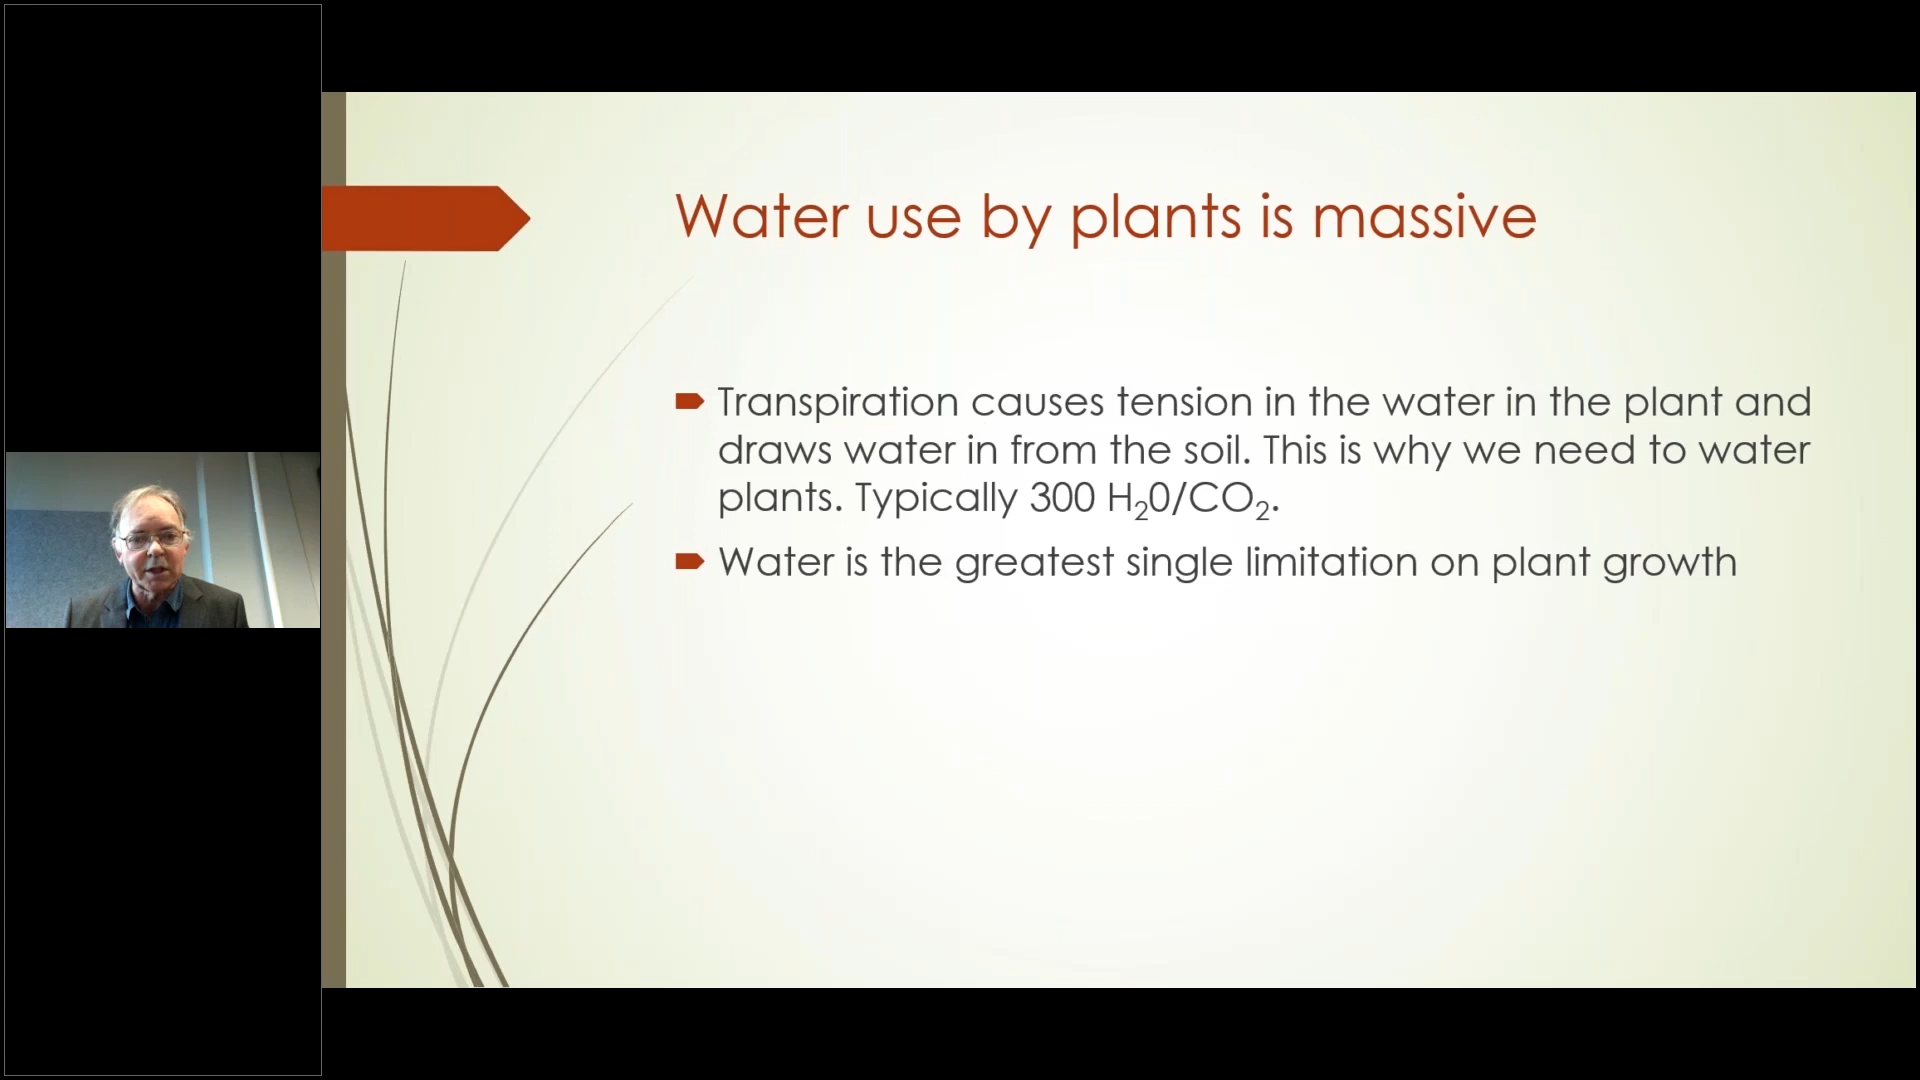 Water use by plants is massive
Transpiration causes tension in the water in the plant and
draws water in from the soil. This is why we need to water
plants. Typically 300 H₂0/CO₂.
Water is the greatest single limitation on plant growth